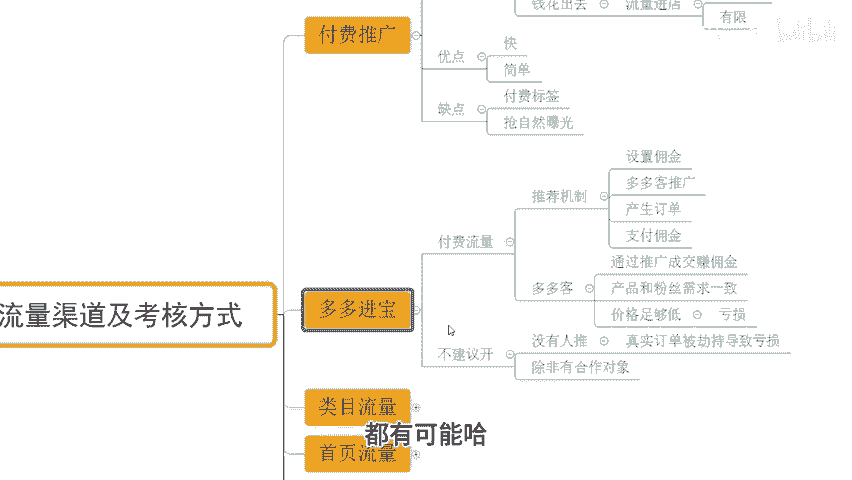 钱花出去
流量进店
有限
付费推广
优点
快
简单
缺点
付费标签
抢自然曝光
流量渠道及考核方式
多多进宝
付费流量
推荐机制
设置佣金
多多客推广
产生订单
支付佣金
多多客
通过推广成交赚佣金
产品和粉丝需求一致
价格足够低
亏损
不建议开
没有人推
真实订单被劫持导致亏损
除非有合作对象
类目流量
首页流量
都有可能哈